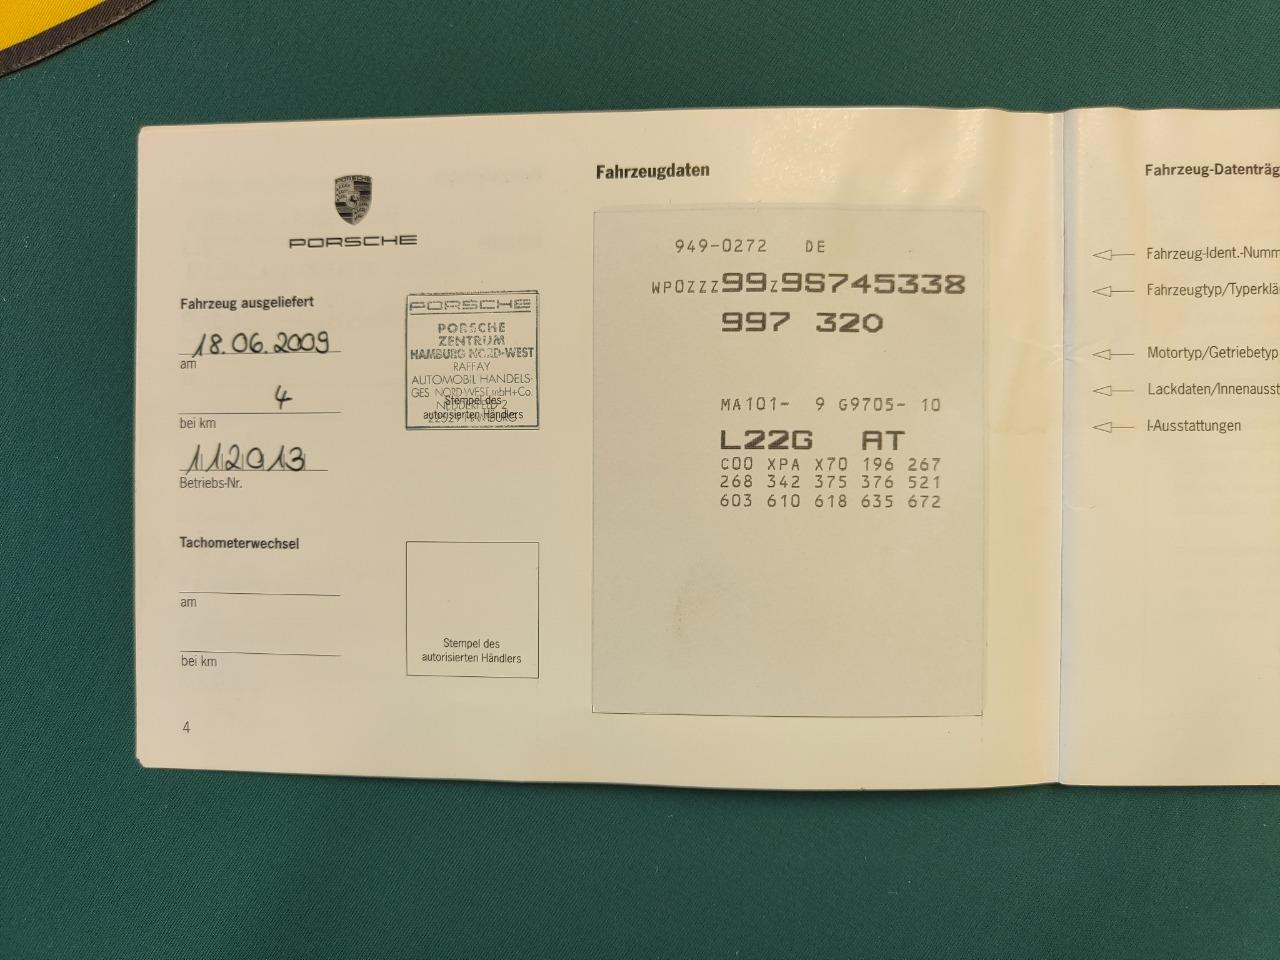 PORSCHE
PORSCHE
Fahrzeug ausgeliefert
18.06.2009
am
4
bei km
112013
Betriebs-Nr.
PORSCHE
PORSCHE
ZENTRUM
HAMBURG NORD-WEST
RAFFAY
AUTOMOBIL HANDELS-
GES. NORD-WEST mbH+Co.
Stempel des
autorisierten Händlers
Tachometerwechsel
am
bei km
Stempel des
autorisierten Händlers
4
Fahrzeugdaten
949-0272 DE
WP0ZZZ99Z9S745338
997 320
MA101- 9 G9705- 10
L22G AT
C00 XPA X70 196 267
268 342 375 376 521
603 610 618 635 672
Fahrzeug-Datenträg
Fahrzeug-Ident.-Numm
Fahrzeugtyp/Typerklä
Motortyp/Getriebetyp
Lackdaten/Innenausst
I-Ausstattungen